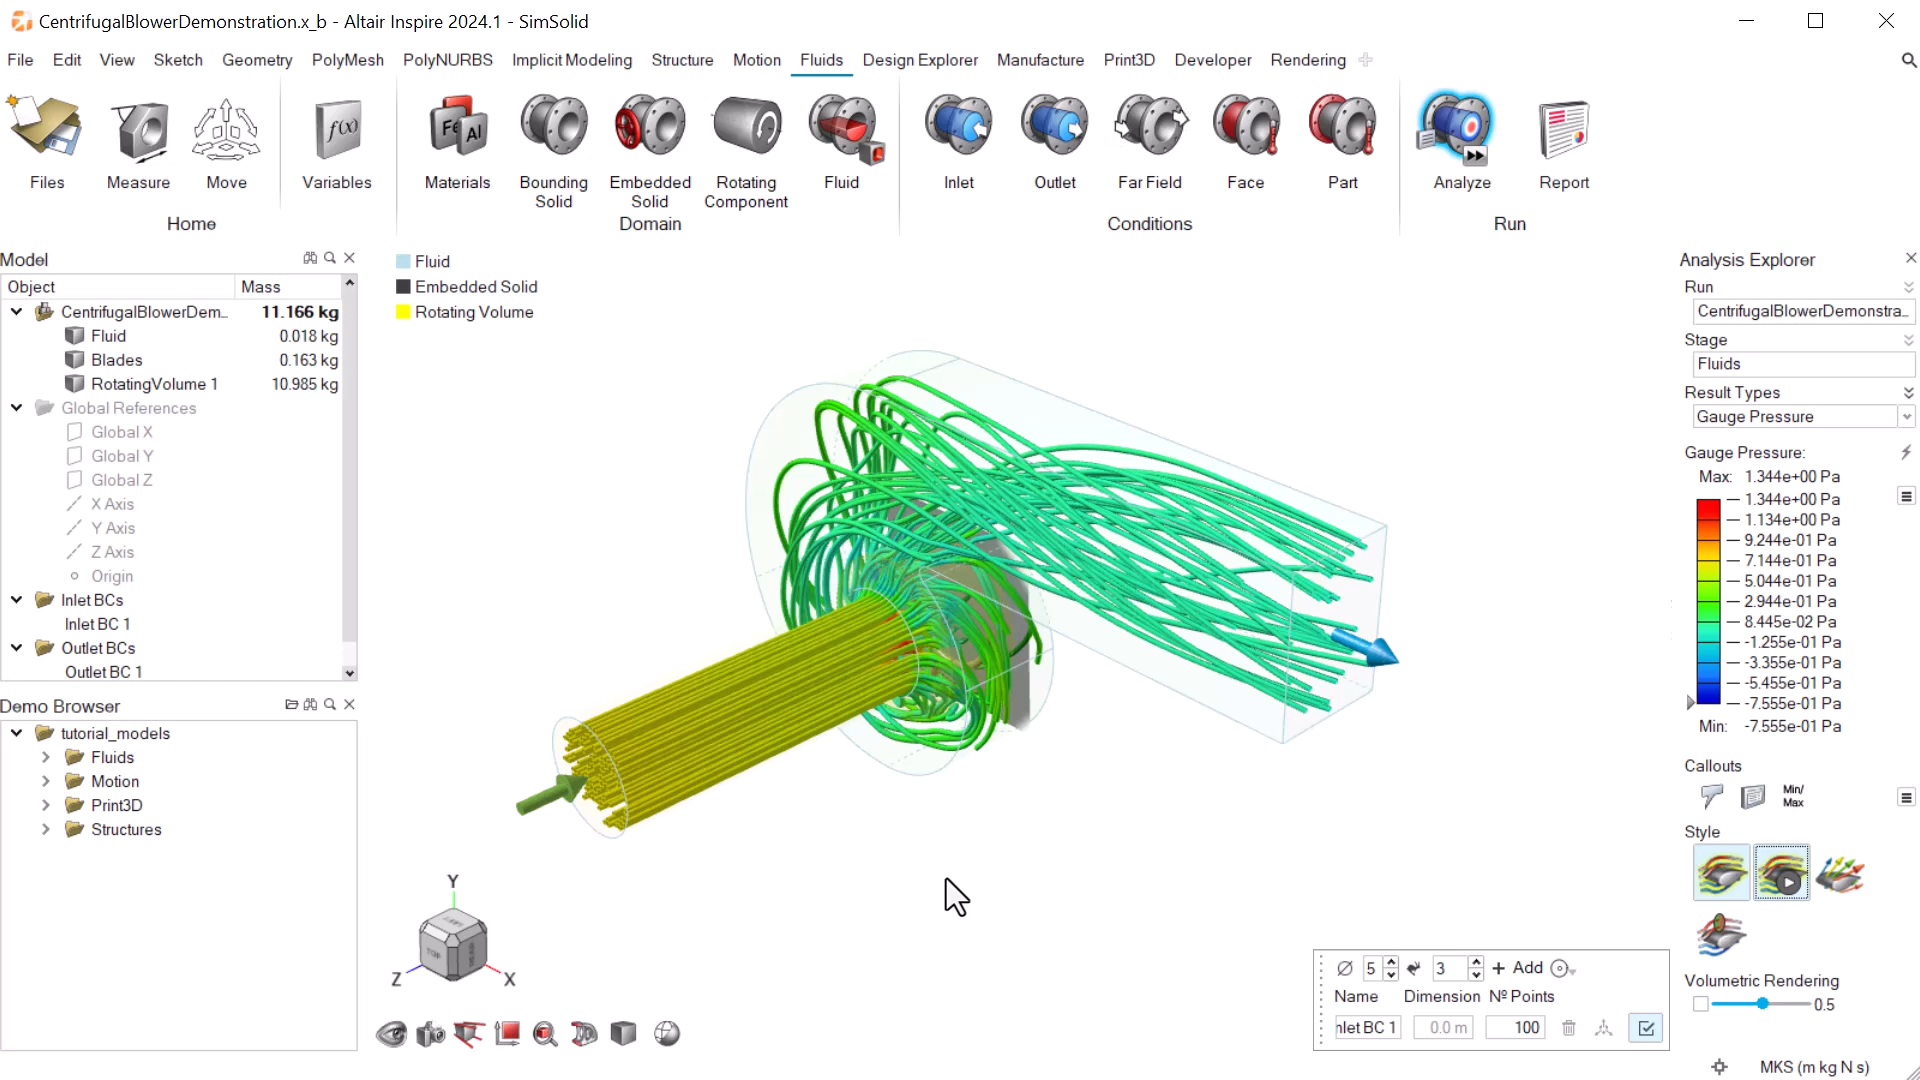 CentrifugalBlowerDemonstration.x_b - Altair Inspire 2024.1 - SimSolid
File Edit View Sketch Geometry PolyMesh PolyNURBS Implicit Modeling Structure Motion Fluids Design Explorer Manufacture Print3D Developer Rendering
Files Measure Move Variables Materials Bounding Solid Embedded Solid Rotating Component Fluid Inlet Outlet Far Field Face Part Analyze Report
Home Domain Conditions Run
Model
Object Mass
CentrifugalBlowerDem... 11.166 kg
Fluid 0.018 kg
Blades 0.163 kg
RotatingVolume 1 10.985 kg
Global References
Global X
Global Y
Global Z
X Axis
Y Axis
Z Axis
Origin
Inlet BCs
Inlet BC 1
Outlet BCs
Outlet BC 1
Demo Browser
tutorial_models
Fluids
Motion
Print3D
Structures
Fluid
Embedded Solid
Rotating Volume
Y
Z
X
5 3 + Add
Name Dimension Nº Points
nlet BC 1 0.0 m 100
Analysis Explorer
Run
CentrifugalBlowerDemonstra...
Stage
Fluids
Result Types
Gauge Pressure
Gauge Pressure:
Max: 1.344e+00 Pa
1.344e+00 Pa
1.134e+00 Pa
9.244e-01 Pa
7.144e-01 Pa
5.044e-01 Pa
2.944e-01 Pa
8.445e-02 Pa
-1.255e-01 Pa
-3.355e-01 Pa
-5.455e-01 Pa
-7.555e-01 Pa
Min: -7.555e-01 Pa
Callouts
Min/
Max
Style
Volumetric Rendering
0.5
MKS (m kg N s)